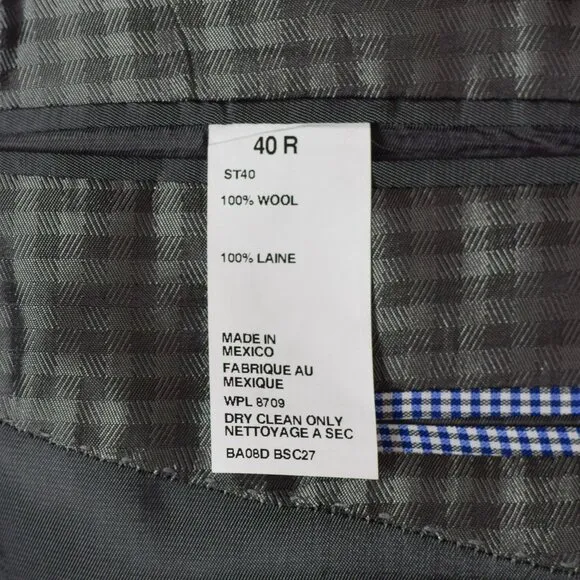 40 R
ST40
100% WOOL
100% LAINE
MADE IN
MEXICO
FABRIQUE AU
MEXIQUE
WPL 8709
DRY CLEAN ONLY
NETTOYAGE A SEC
BA08D BSC27